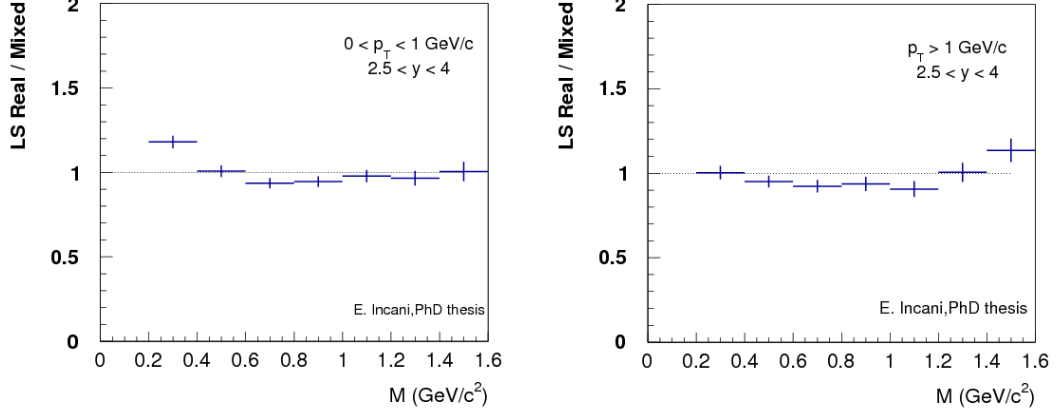 LS Real / Mixed
2
1.5
1
0.5
0
0 < pT < 1 GeV/c
2.5 < y < 4
E. Incani,PhD thesis
0 0.2 0.4 0.6 0.8 1 1.2 1.4 1.6
M (GeV/c²)
LS Real / Mixed
2
1.5
1
0.5
0
pT > 1 GeV/c
2.5 < y < 4
E. Incani,PhD thesis
0 0.2 0.4 0.6 0.8 1 1.2 1.4 1.6
M (GeV/c²)